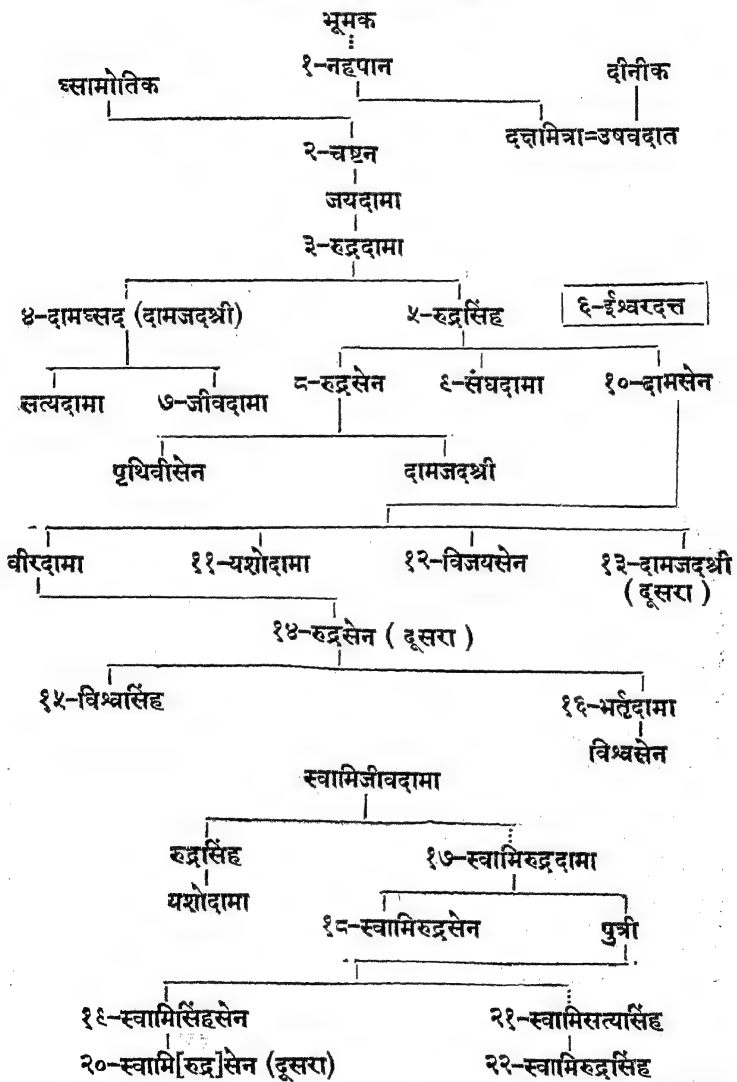 भूमक
१-नहपान
घ्सामोतिक
दीनीक
दत्तामित्रा=उषवदात
२-चष्टन
जयदामा
३-रुद्रदामा
४-दामघ्सद (दामजदश्री)
५-रुद्रसिंह
६-ईश्वरदत्त
सत्यदामा
७-जीवदामा
८-रुद्रसेन
९-संघदामा
१०-दामसेन
पृथिवीसेन
दामजदश्री
वीरदामा
११-यशोदामा
१२-विजयसेन
१३-दामजदश्री
(दूसरा)
१४-रुद्रसेन (दूसरा)
१५-विश्वसिंह
१६-भर्तृदामा
विश्वसेन
स्वामिजीवदामा
रुद्रसिंह
१७-स्वामिरुद्रदामा
यशोदामा
१८-स्वामिरुद्रसेन
पुत्री
१९-स्वामिसिंहसेन
२१-स्वामिसत्यसिंह
२०-स्वामि[रुद्र]सेन (दूसरा)
२२-स्वामिरुद्रसिंह